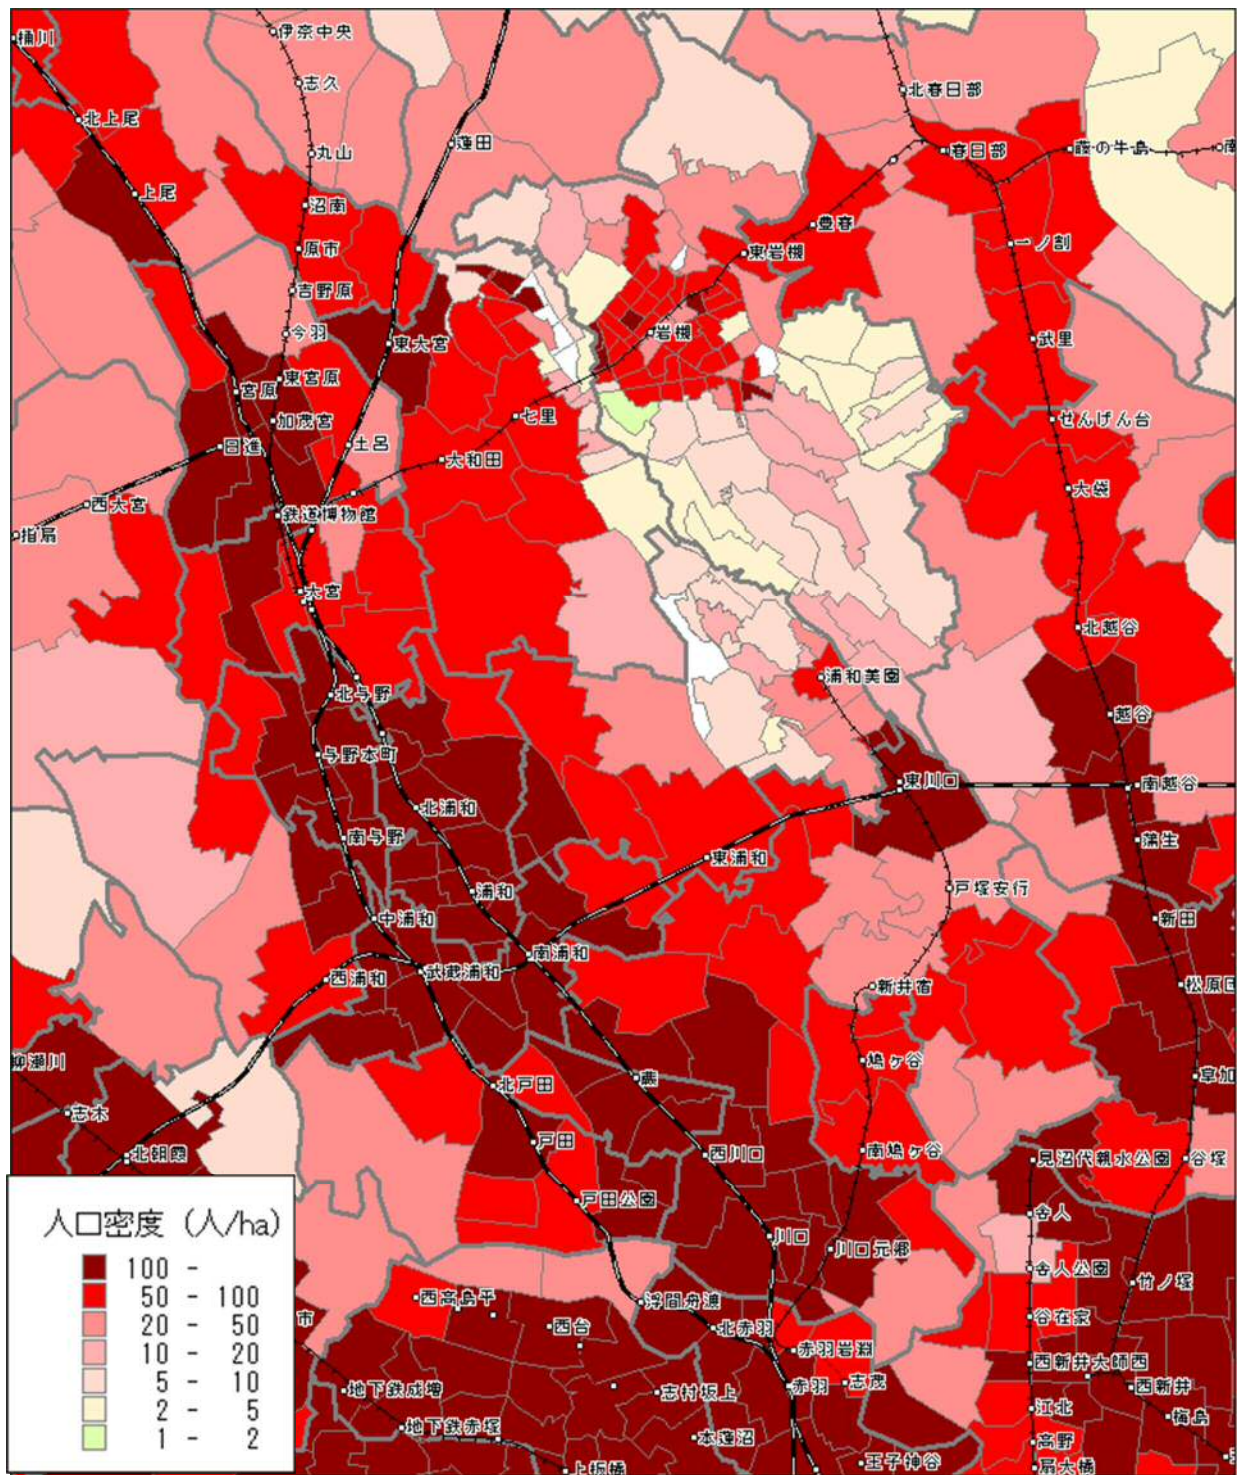 桶川
伊奈中央
志久
北上尾
丸山
蓮田
北春日部
春日部
藤の牛島
南
上尾
沼南
原市
豊春
東岩槻
一ノ割
吉野原
今羽
東大宮
岩槻
武里
宮原
東宮原
加茂宮
七里
せんげん台
日進
土呂
大和田
大袋
西大宮
鉄道博物館
指扇
大宮
北越谷
浦和美園
北与野
越谷
与野本町
東川口
南越谷
北浦和
南与野
東浦和
蒲生
浦和
戸塚安行
中浦和
新田
南浦和
武蔵浦和
西浦和
新井宿
松原団
柳瀬川
鳩ヶ谷
蕨
草加
志木
北戸田
北朝霞
戸田
西川口
南鳩ヶ谷
見沼代親水公園
谷塚
戸田公園
舎人
川口
川口元郷
舎人公園
竹ノ塚
西高島平
浮間舟渡
市
西台
北赤羽
谷在家
赤羽岩淵
西新井大師西
地下鉄成増
志村坂上
赤羽
志茂
西新井
江北
梅島
地下鉄赤塚
本蓮沼
高野
王子神谷
扇大橋
上板橋
人口密度 (人/ha)
100 -
50 - 100
20 - 50
10 - 20
5 - 10
2 - 5
1 - 2